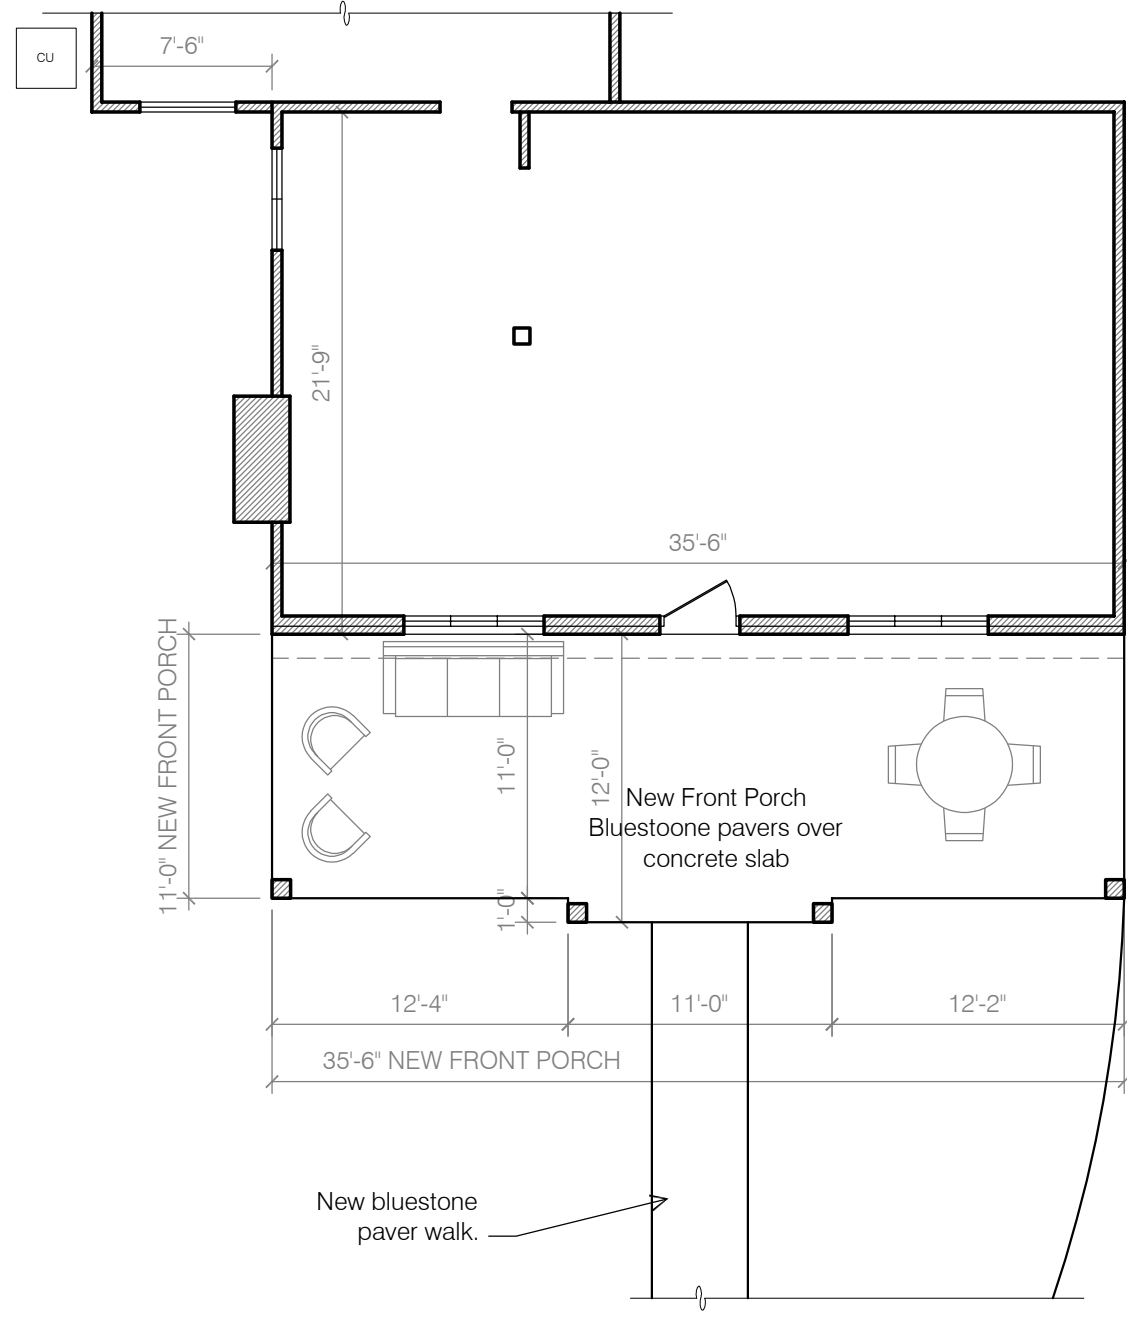 CU
7'-6"
21'-9"
35'-6"
11'-0" NEW FRONT PORCH
11'-0"
12'-0"
New Front Porch
Bluestoone pavers over
concrete slab
1'-0"
12'-4"
11'-0"
12'-2"
35'-6" NEW FRONT PORCH
New bluestone
paver walk.